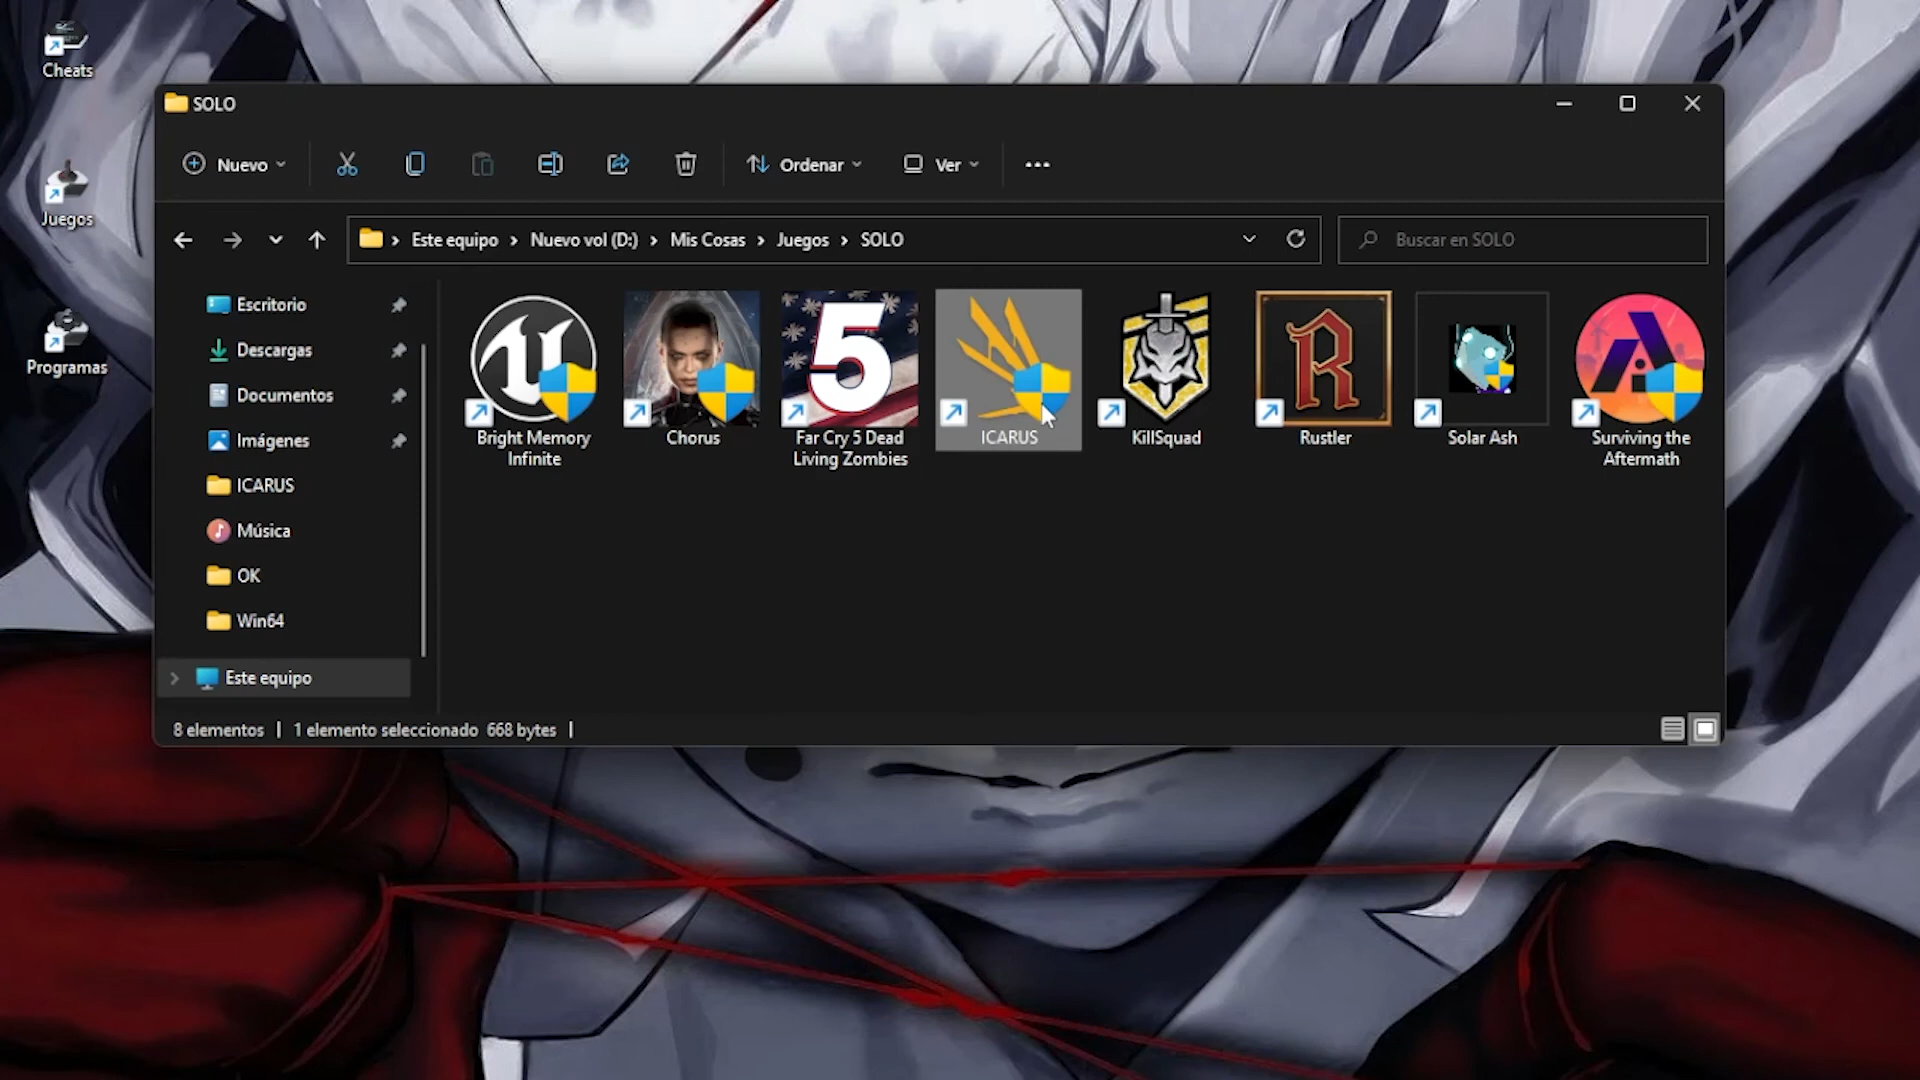 Cheats
Juegos
Programas
SOLO
Nuevo
Ordenar
Ver
Este equipo > Nuevo vol (D:) > Mis Cosas > Juegos > SOLO
Buscar en SOLO
Escritorio
Descargas
Documentos
Imágenes
ICARUS
Música
OK
Win64
Este equipo
Bright Memory
Infinite
Chorus
5
Far Cry 5 Dead
Living Zombies
ICARUS
KillSquad
R
Rustler
Solar Ash
Surviving the
Aftermath
8 elementos | 1 elemento seleccionado 668 bytes |